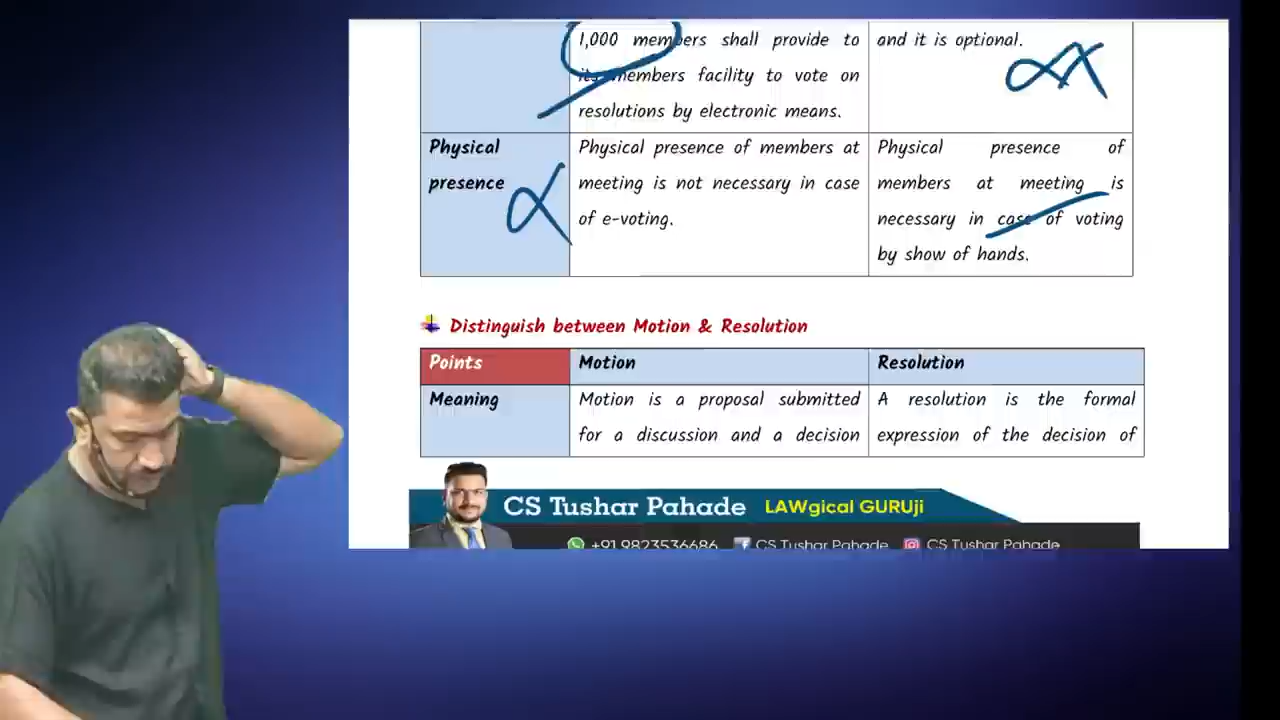 1,000 members shall provide to
its members facility to vote on
resolutions by electronic means.
and it is optional.
Physical
presence
Physical presence of members at
meeting is not necessary in case
of e-voting.
Physical presence of
members at meeting is
necessary in case of voting
by show of hands.
Distinguish between Motion & Resolution
Points
Motion
Resolution
Meaning
Motion is a proposal submitted
for a discussion and a decision
A resolution is the formal
expression of the decision of
CS Tushar Pahade LAWgical GURUji
+91 9823536686 CS Tushar Pahade CS Tushar Pahade